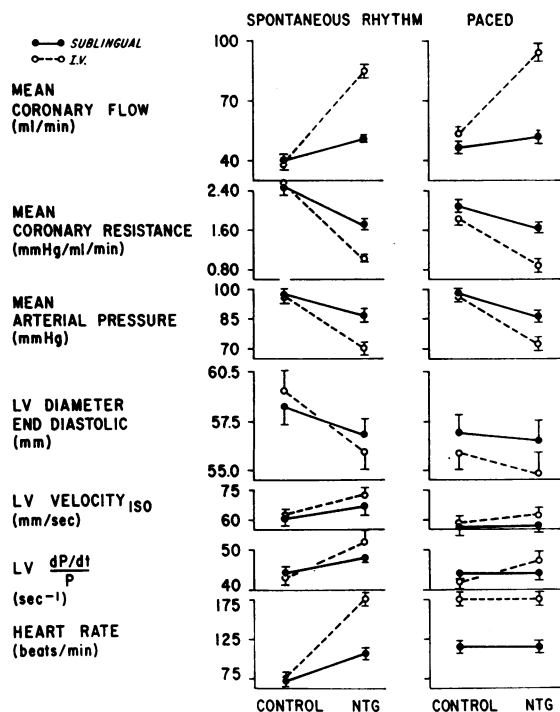 SPONTANEOUS RHYTHM PACED
SUBLINGUAL
I.V.
MEAN
CORONARY FLOW
(ml/min)
100
70
40
MEAN
CORONARY RESISTANCE
(mmHg/ml/min)
2.40
1.60
0.80
MEAN
ARTERIAL PRESSURE
(mmHg)
100
85
70
LV DIAMETER
END DIASTOLIC
(mm)
60.5
57.5
55.0
LV VELOCITY ISO
(mm/sec)
75
60
LV dP/dt
P
(sec⁻¹)
50
40
HEART RATE
(beats/min)
175
125
75
CONTROL NTG CONTROL NTG